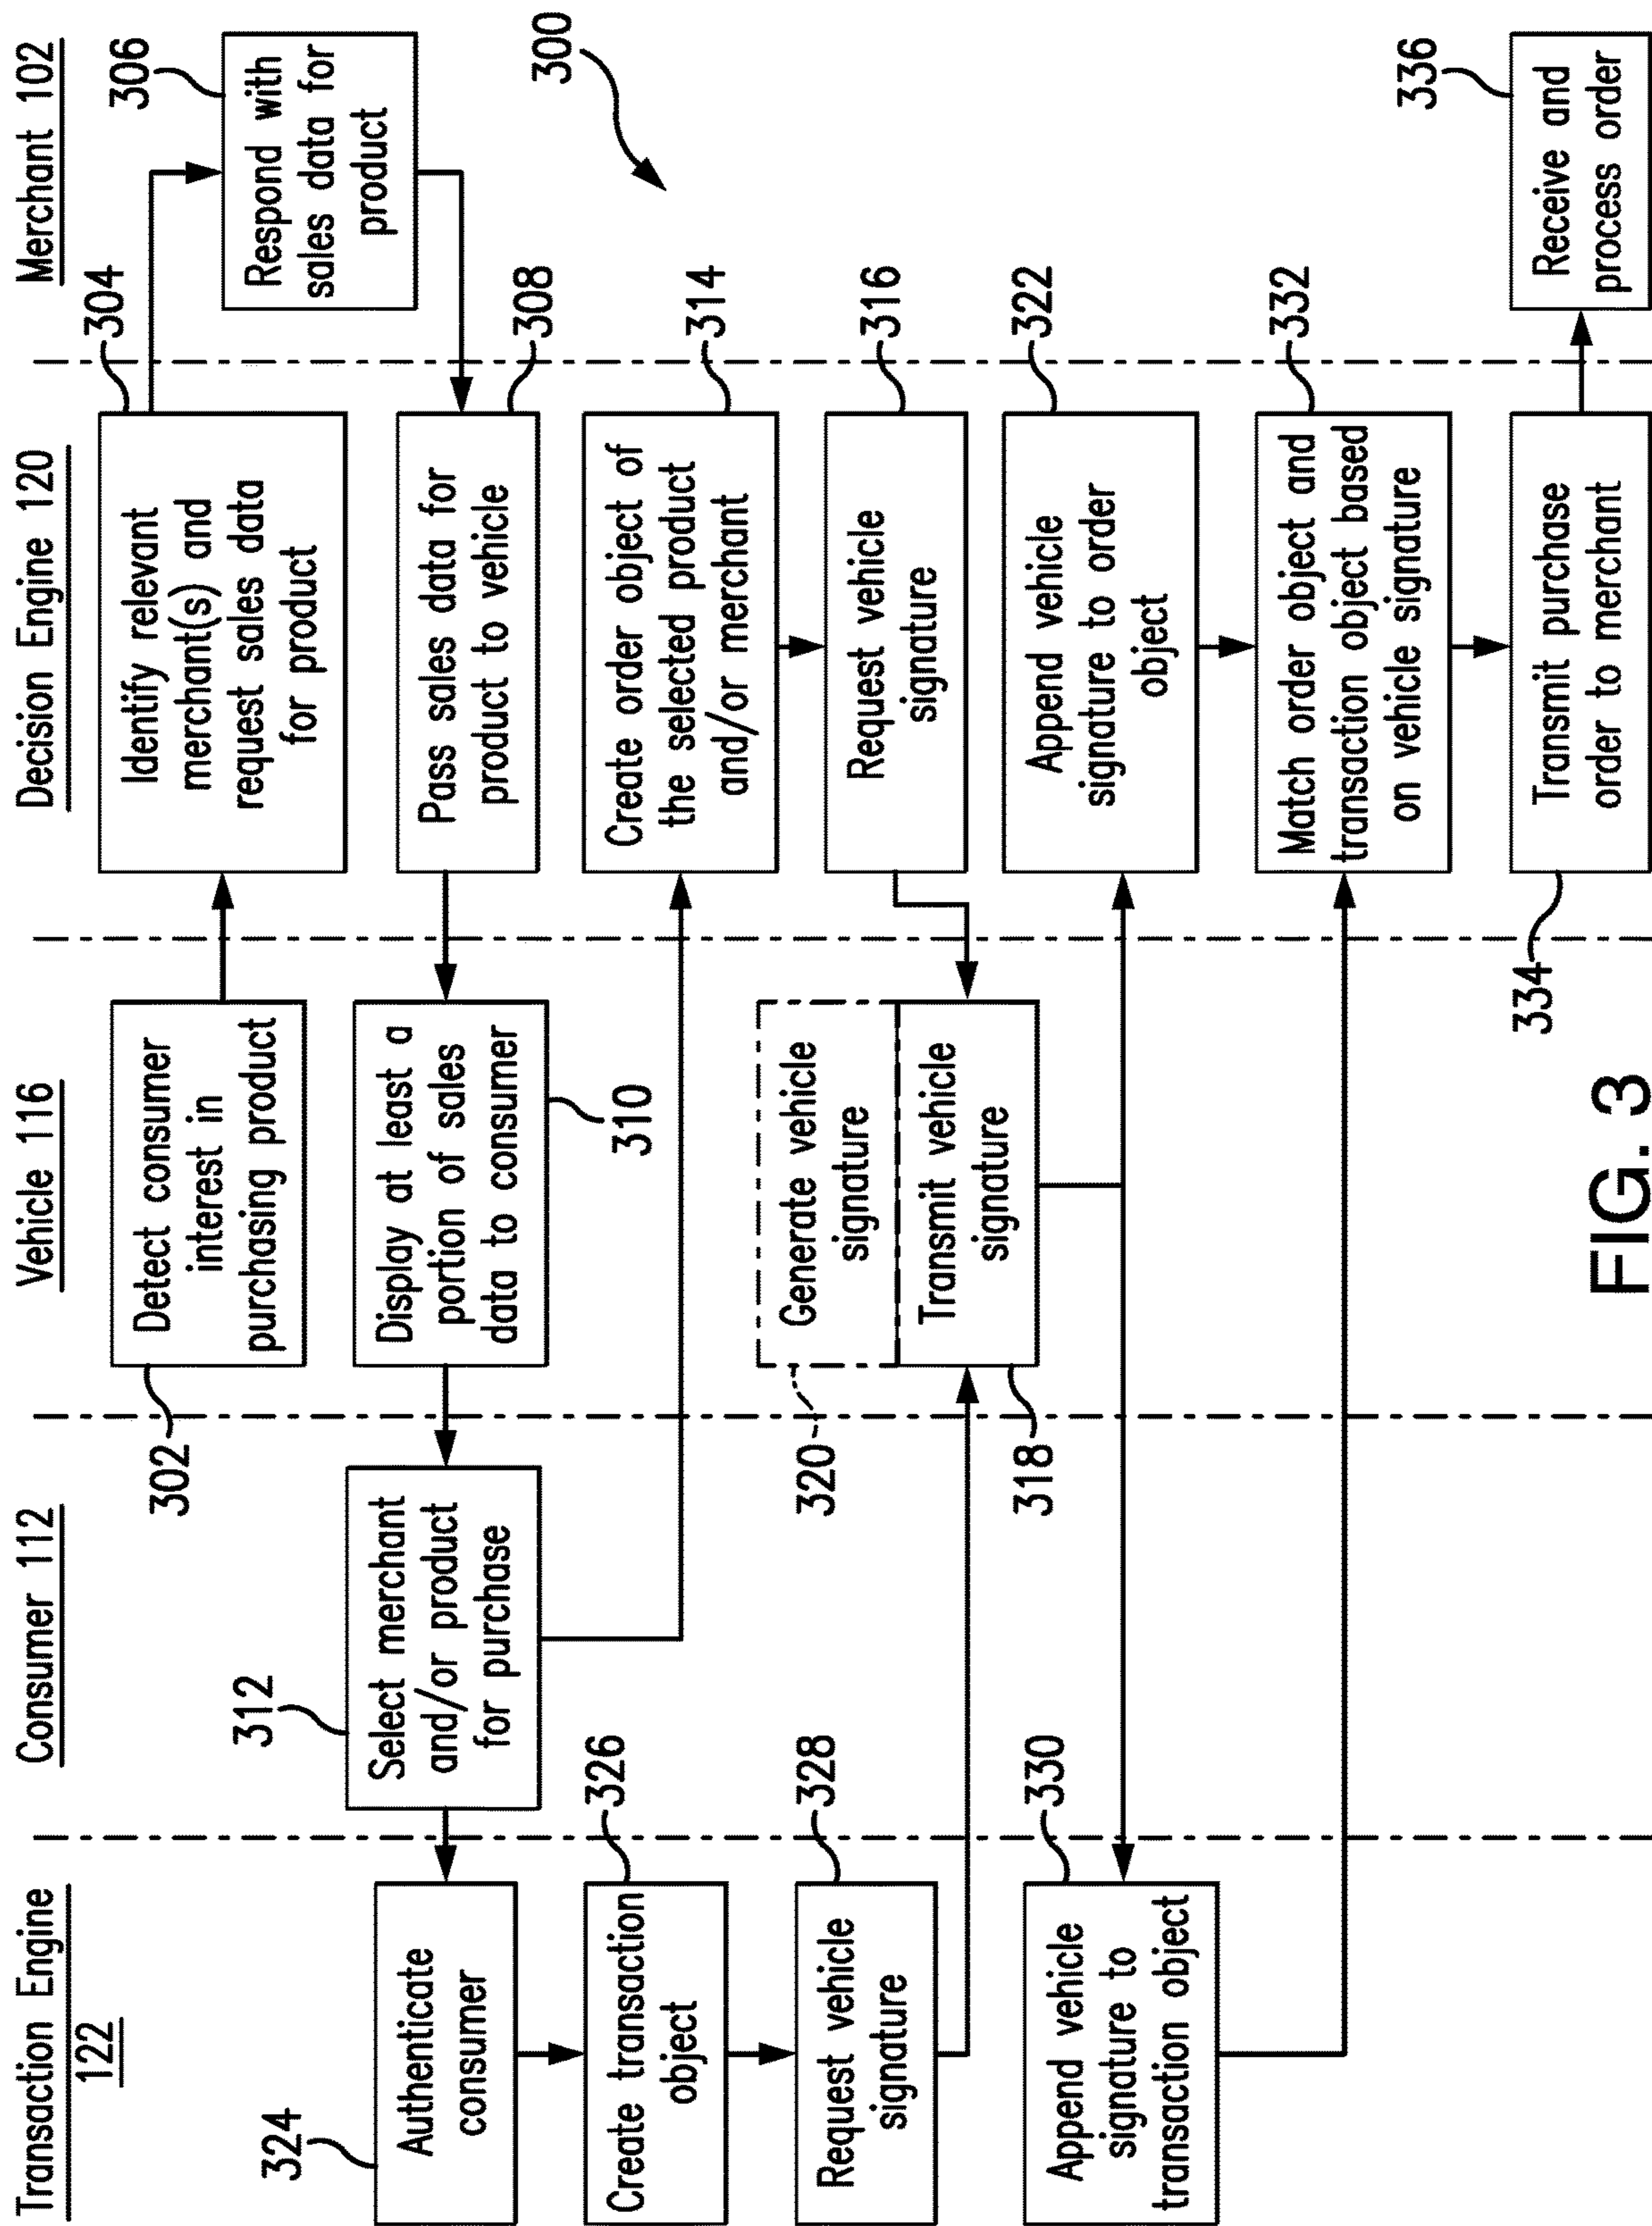 Transaction Engine
122
Consumer 112
Vehicle 116
Decision Engine 120
Merchant 102
302
Detect consumer
interest in
purchasing product
304
Identify relevant
merchant(s) and
request sales data
for product
306
Respond with
sales data for
product
308
Pass sales data for
product to vehicle
310
Display at least a
portion of sales
data to consumer
312
Select merchant
and/or product
for purchase
300
324
Authenticate
consumer
314
Create order object of
the selected product
and/or merchant
326
Create transaction
object
316
Request vehicle
signature
328
Request vehicle
signature
320
Generate vehicle
signature
318
Transmit vehicle
signature
322
Append vehicle
signature to order
object
330
Append vehicle
signature to
transaction object
332
Match order object and
transaction object based
on vehicle signature
334
Transmit purchase
order to merchant
336
Receive and
process order
FIG. 3